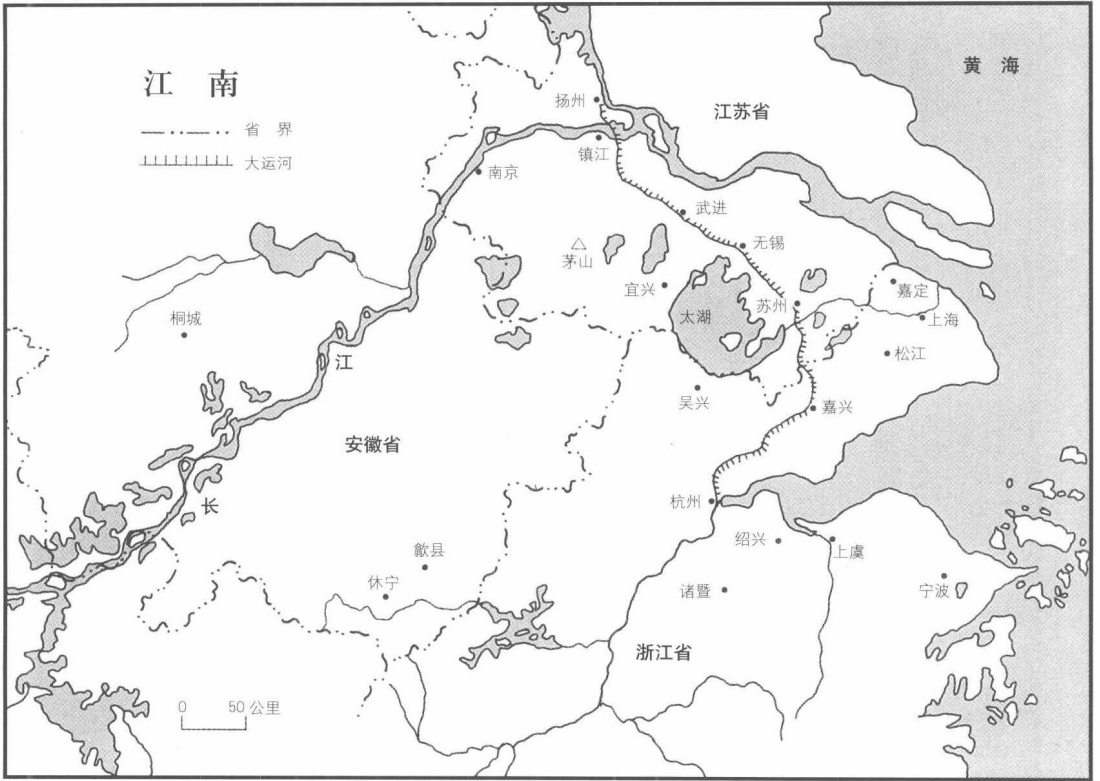 江 南
省 界
大运河
黄 海
江苏省
扬州
镇江
南京
武进
无锡
茅山
宜兴
苏州
太湖
嘉定
上海
松江
桐城
江
吴兴
嘉兴
安徽省
长
杭州
绍兴
上虞
歙县
休宁
诸暨
宁波
浙江省
0 50 公里